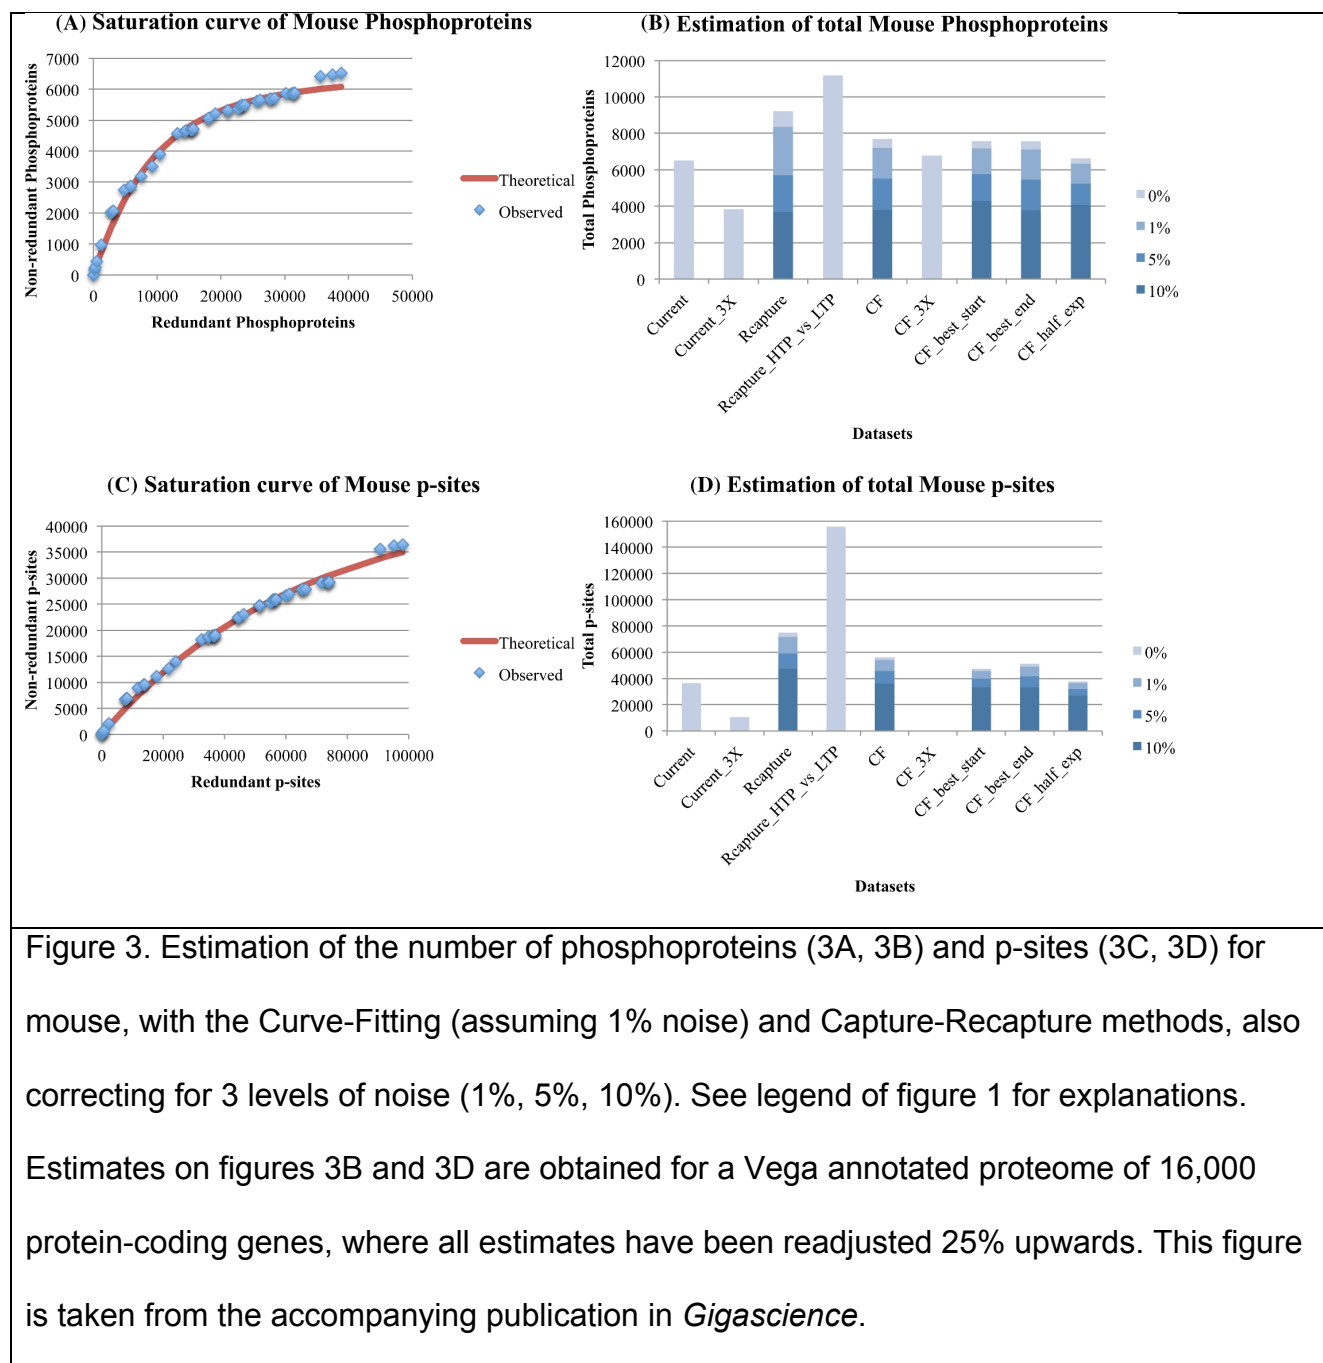 (A) Saturation curve of Mouse Phosphoproteins
Non-redundant Phosphoproteins
7000
6000
5000
4000
3000
2000
1000
0
0 10000 20000 30000 40000 50000
Redundant Phosphoproteins
Theoretical
Observed
(B) Estimation of total Mouse Phosphoproteins
Total Phosphoproteins
12000
10000
8000
6000
4000
2000
0
Current
Current_3X
Rcapture
Rcapture_HTP_vs_LTP
CF
CF_3X
CF_best_start
CF_best_end
CF_half_exp
Datasets
0%
1%
5%
10%
(C) Saturation curve of Mouse p-sites
Non-redundant p-sites
40000
35000
30000
25000
20000
15000
10000
5000
0
0 20000 40000 60000 80000 100000
Redundant p-sites
Theoretical
Observed
(D) Estimation of total Mouse p-sites
Total p-sites
160000
140000
120000
100000
80000
60000
40000
20000
0
Current
Current_3X
Rcapture
Rcapture_HTP_vs_LTP
CF
CF_3X
CF_best_start
CF_best_end
CF_half_exp
Datasets
0%
1%
5%
10%
Figure 3. Estimation of the number of phosphoproteins (3A, 3B) and p-sites (3C, 3D) for
mouse, with the Curve-Fitting (assuming 1% noise) and Capture-Recapture methods, also
correcting for 3 levels of noise (1%, 5%, 10%). See legend of figure 1 for explanations.
Estimates on figures 3B and 3D are obtained for a Vega annotated proteome of 16,000
protein-coding genes, where all estimates have been readjusted 25% upwards. This figure
is taken from the accompanying publication in Gigascience.